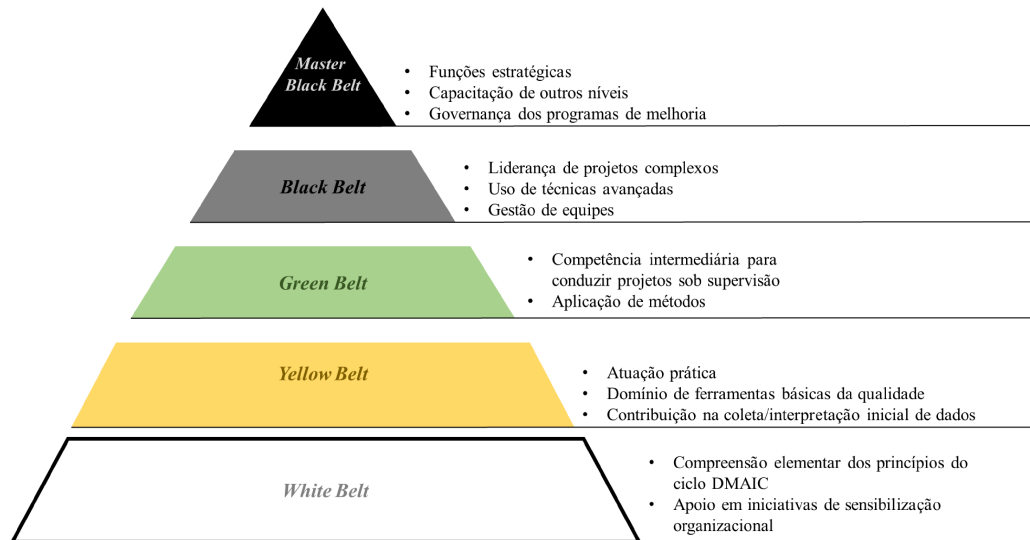 Master
Black Belt
• Funções estratégicas
• Capacitação de outros níveis
• Governança dos programas de melhoria
Black Belt
• Liderança de projetos complexos
• Uso de técnicas avançadas
• Gestão de equipes
Green Belt
• Competência intermediária para
conduzir projetos sob supervisão
• Aplicação de métodos
Yellow Belt
• Atuação prática
• Domínio de ferramentas básicas da qualidade
• Contribuição na coleta/interpretação inicial de dados
White Belt
• Compreensão elementar dos princípios do
ciclo DMAIC
• Apoio em iniciativas de sensibilização
organizacional